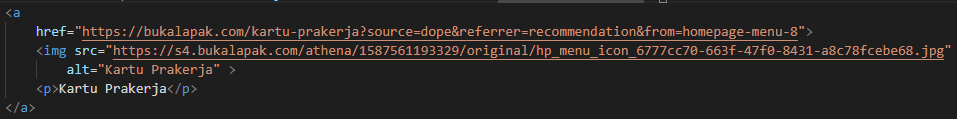 <a
href="https://bukalapak.com/kartu-prakerja?source=dope&referrer=recommendation&from=homepage-menu-8">
<img src="https://s4.bukalapak.com/athena/1587561193329/original/hp_menu_icon_6777cc70-663f-47f0-8431-a8c78fcebe68.jpg"
alt="Kartu Prakerja" >
<p>Kartu Prakerja</p>
</a>